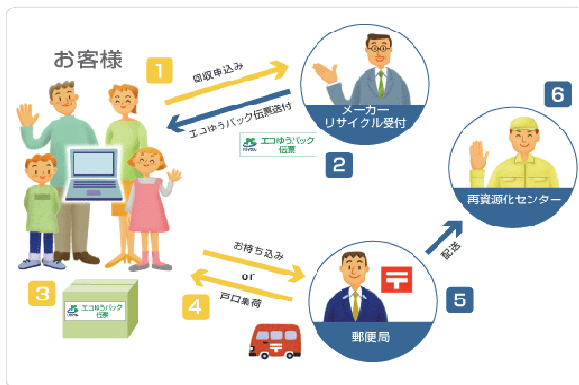 お客様
1
回収申込み
エコゆうパック伝票送付
エコゆうパック
伝票
2
メーカー
リサイクル受付
6
再資源化センター
3
エコゆうパック
伝票
4
お持ち込み
or
戸口集荷
5
郵便局
配送